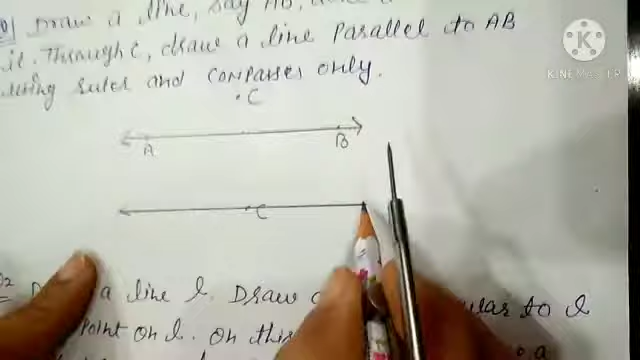 Draw a line, say AB,
it. Through C, draw a line parallel to AB
using ruler and compasses only.
.C
A B
C
a line l. Draw a to l
point on l. On this
K
KINEMASTER